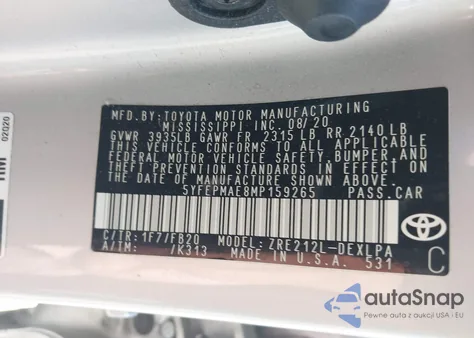 MFD.BY: TOYOTA MOTOR MANUFACTURING
MISSISSIPPI INC. 08/20
GVWR 3935LB GAWR FR 2315 LB RR 2140 LB
THIS VEHICLE CONFORMS TO ALL APPLICABLE
FEDERAL MOTOR VEHICLE SAFETY, BUMPER, AND
THEFT PREVENTION STANDARDS IN EFFECT ON
THE DATE OF MANUFACTURE SHOWN ABOVE.
5YFEPMAE8MP159265 PASS.CAR
C/TR: 1F7/FB20 MODEL: ZRE212L-DEXLPA
A/TM: /K313 MADE IN U.S.A. 531
TOYOTA
C
02020
autoSnap
Pewne auta z aukcji USA i